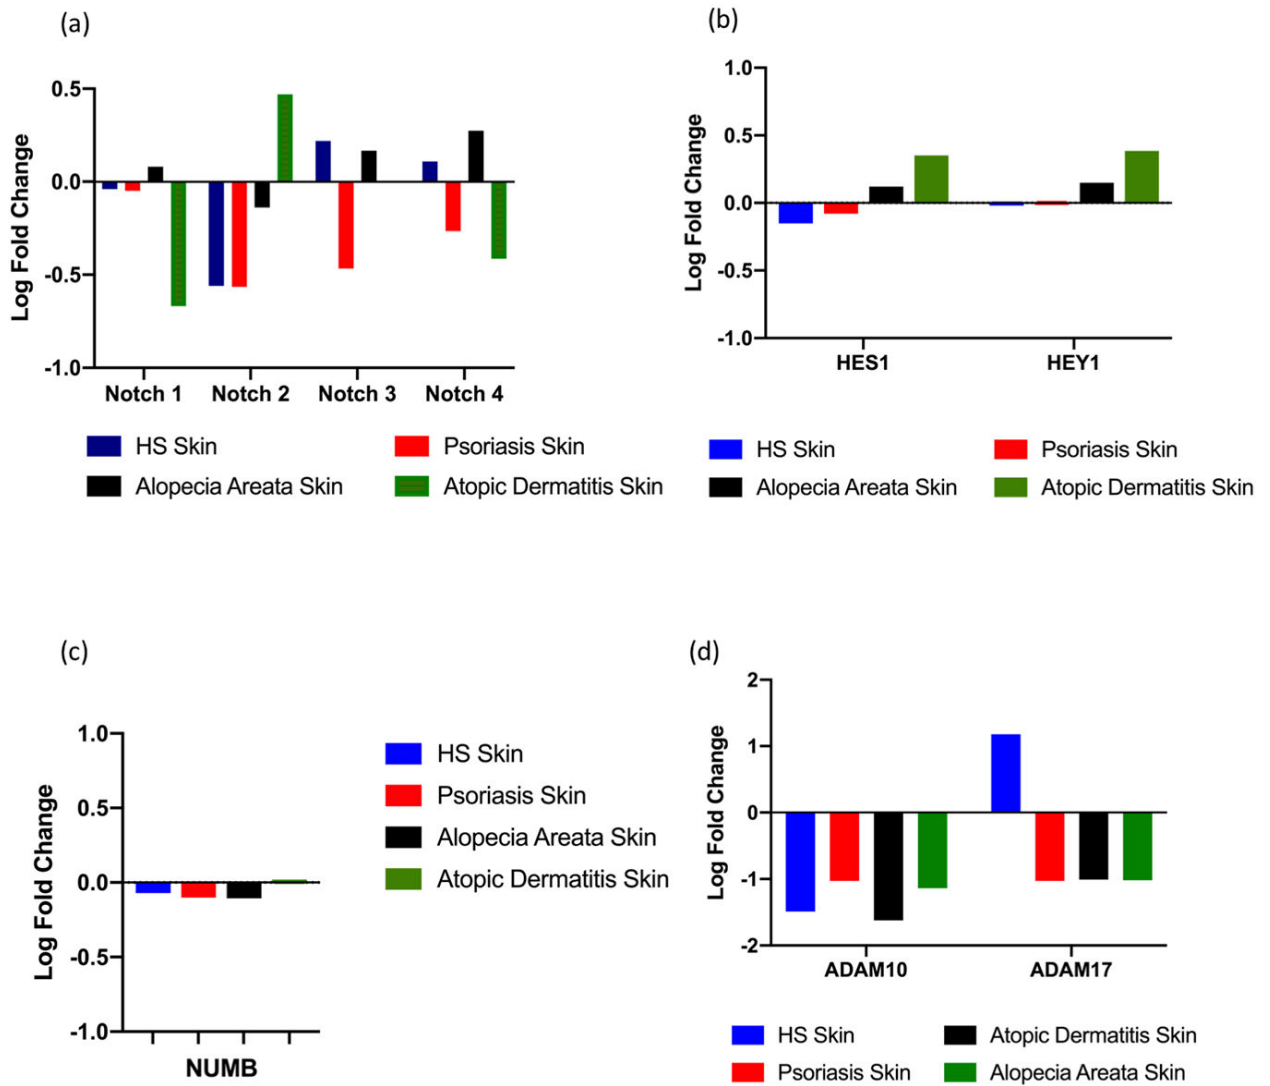 (a)
0.5
0.0
-0.5
-1.0
Log Fold Change
Notch 1 Notch 2 Notch 3 Notch 4
HS Skin Psoriasis Skin
Alopecia Areata Skin Atopic Dermatitis Skin
(b)
1.0
0.5
0.0
-0.5
-1.0
Log Fold Change
HES1 HEY1
HS Skin Psoriasis Skin
Alopecia Areata Skin Atopic Dermatitis Skin
(c)
1.0
0.5
0.0
-0.5
-1.0
Log Fold Change
NUMB
HS Skin
Psoriasis Skin
Alopecia Areata Skin
Atopic Dermatitis Skin
(d)
2
1
0
-1
-2
Log Fold Change
ADAM10 ADAM17
HS Skin Atopic Dermatitis Skin
Psoriasis Skin Alopecia Areata Skin